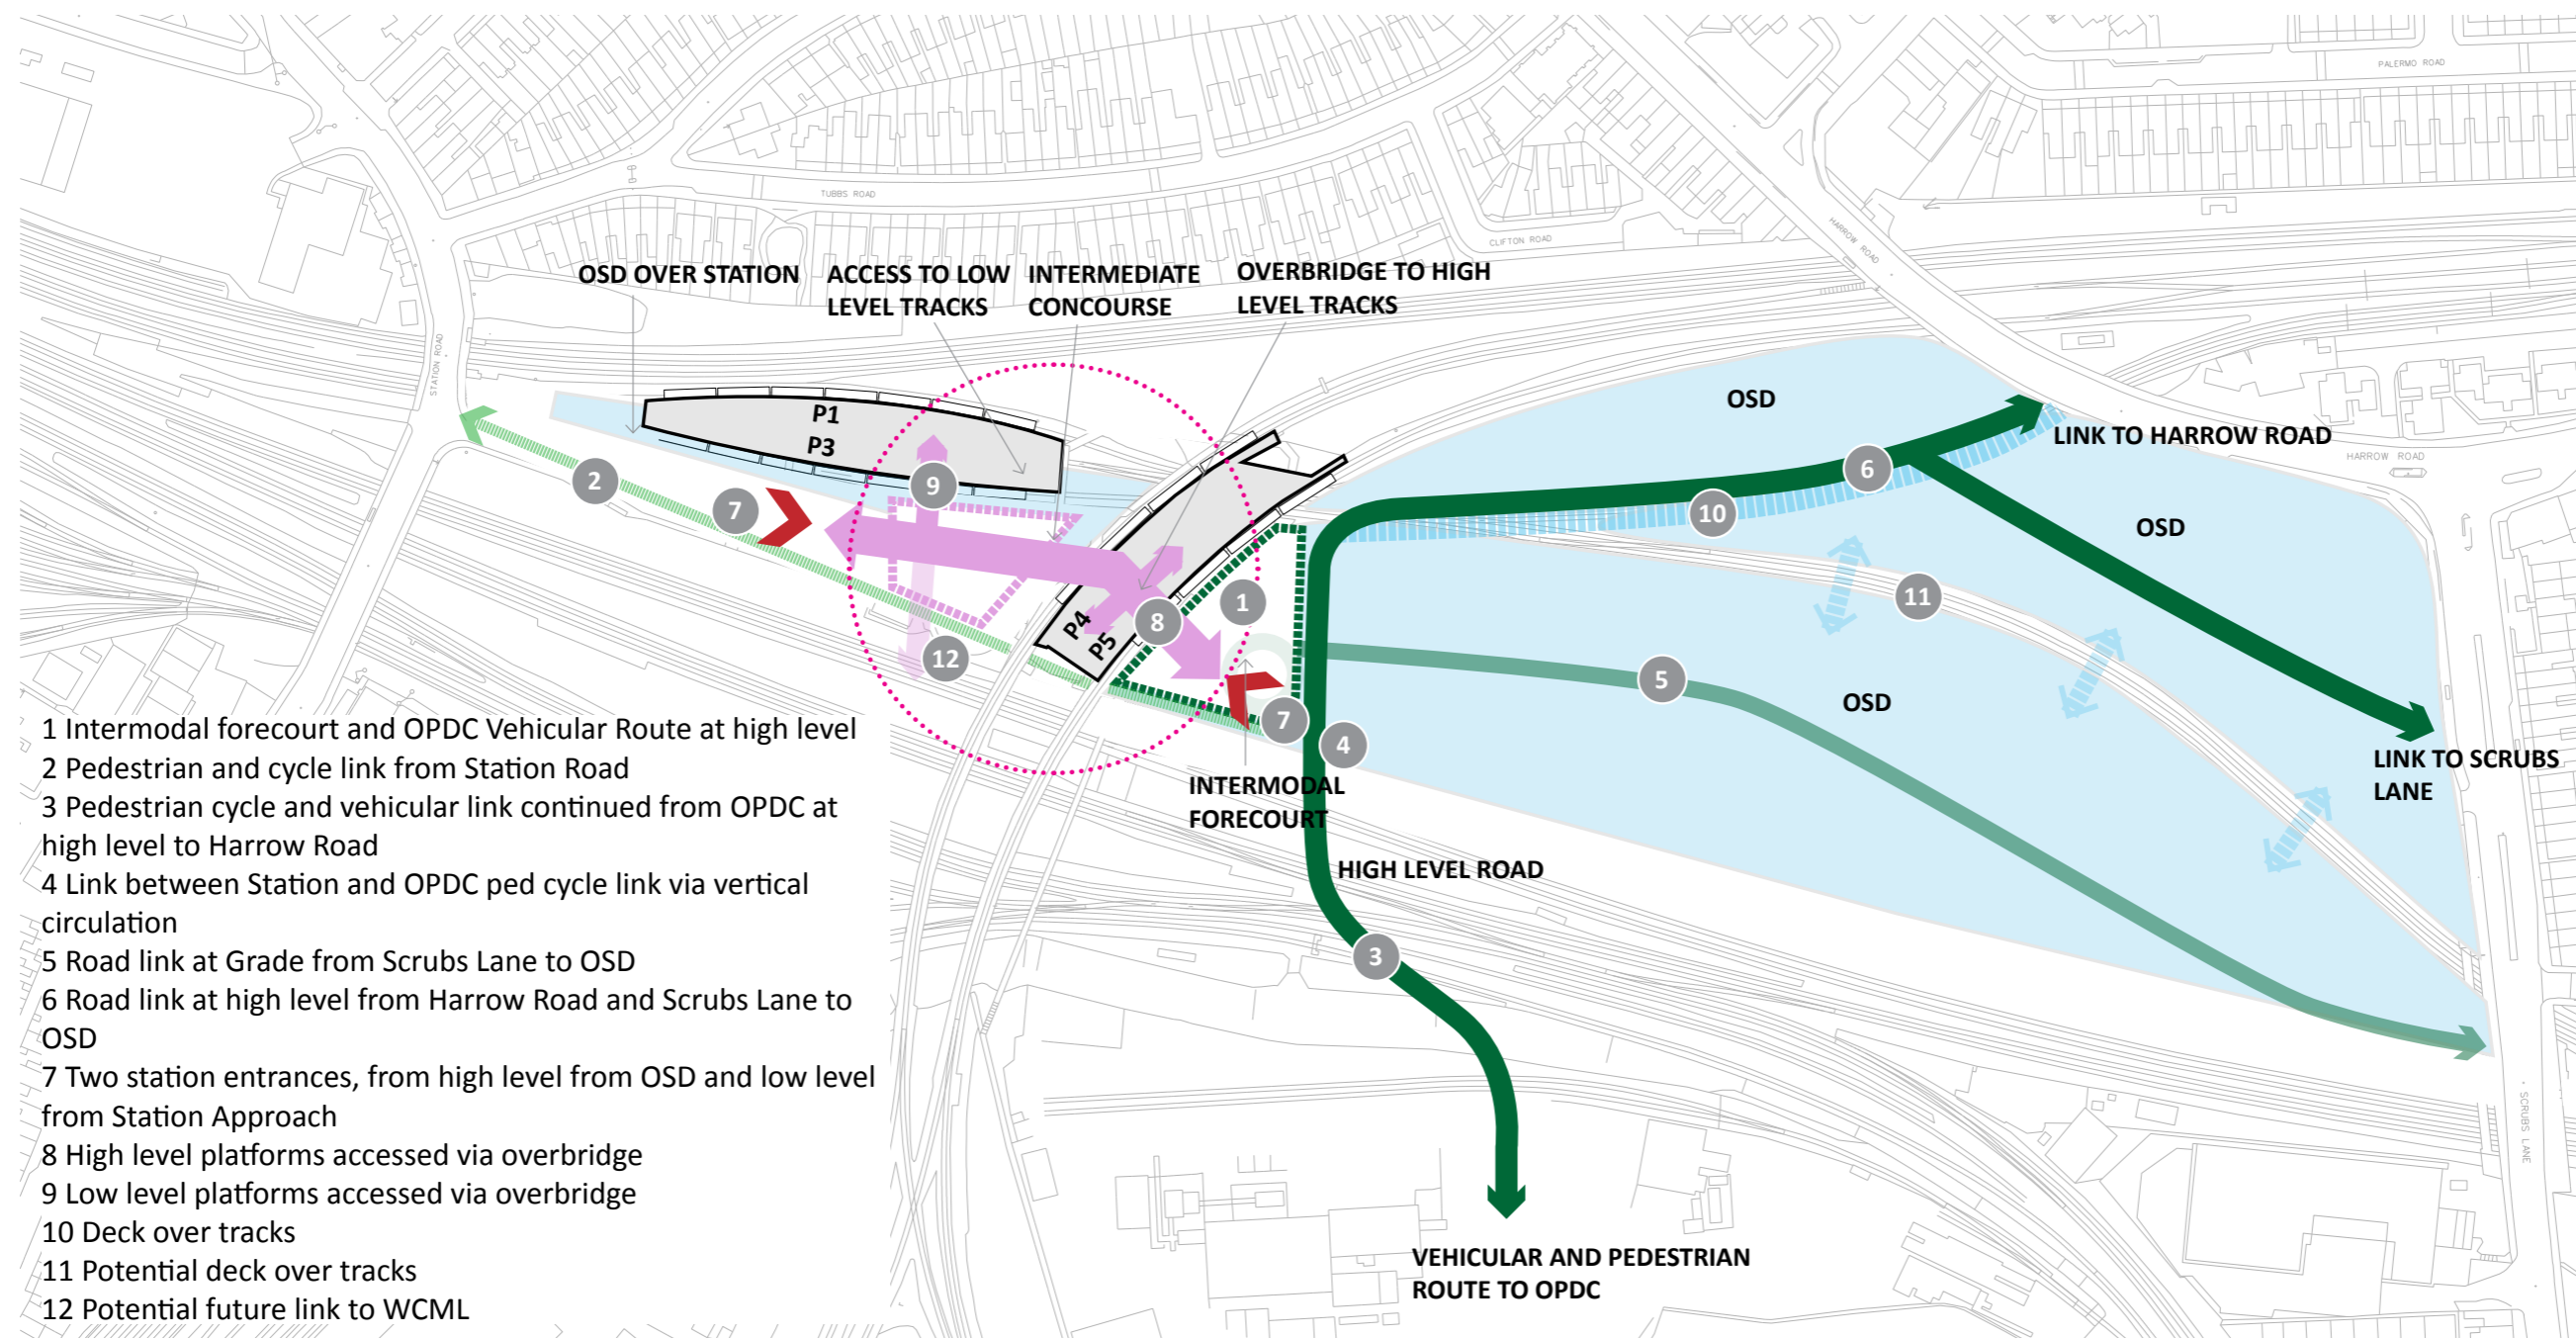 PALERMO ROAD
TUBBS ROAD
CLIFTON ROAD
HARROW ROAD
OSD OVER STATION
ACCESS TO LOW
LEVEL TRACKS
INTERMEDIATE
CONCOURSE
OVERBRIDGE TO HIGH
LEVEL TRACKS
STATION ROAD
P1
P3
OSD
LINK TO HARROW ROAD
HARROW ROAD
6
2
9
7
10
OSD
11
1
8
P4
P5
12
5
OSD
7
4
LINK TO SCRUBS
LANE
INTERMODAL
FORECOURT
HIGH LEVEL ROAD
3
SCRUBS LANE
VEHICULAR AND PEDESTRIAN
ROUTE TO OPDC
1 Intermodal forecourt and OPDC Vehicular Route at high level
2 Pedestrian and cycle link from Station Road
3 Pedestrian cycle and vehicular link continued from OPDC at
high level to Harrow Road
4 Link between Station and OPDC ped cycle link via vertical
circulation
5 Road link at Grade from Scrubs Lane to OSD
6 Road link at high level from Harrow Road and Scrubs Lane to
OSD
7 Two station entrances, from high level from OSD and low level
from Station Approach
8 High level platforms accessed via overbridge
9 Low level platforms accessed via overbridge
10 Deck over tracks
11 Potential deck over tracks
12 Potential future link to WCML